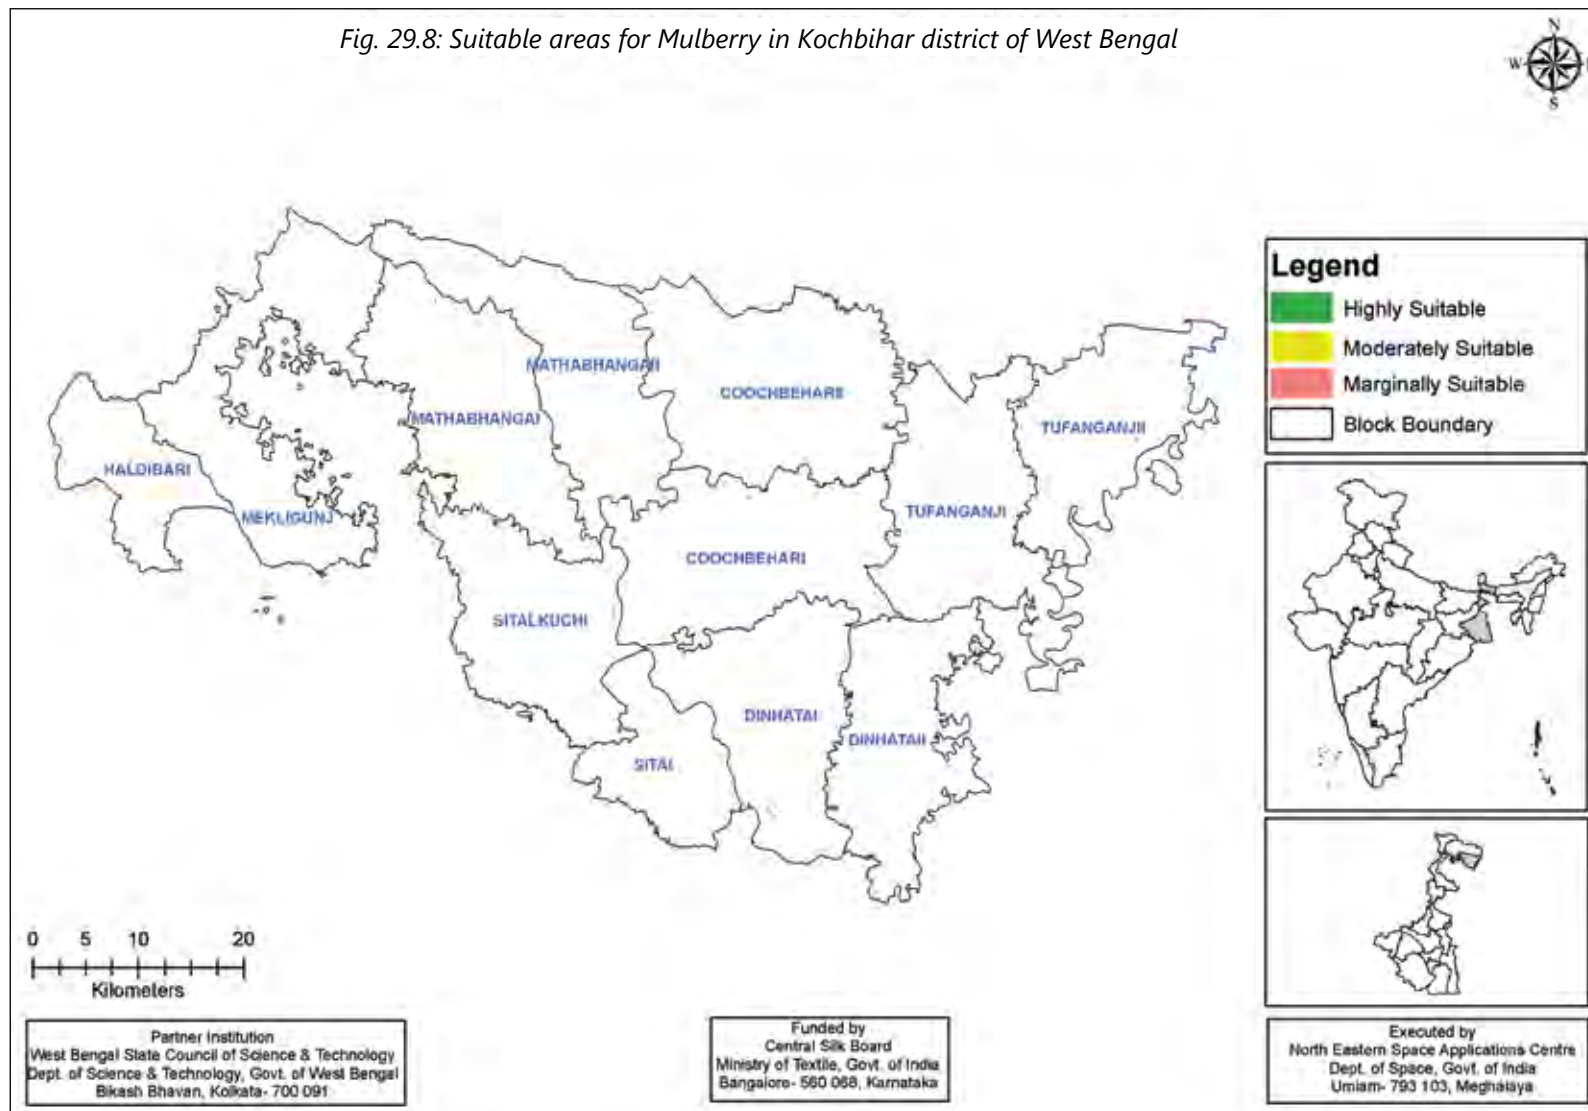 Fig. 29.8: Suitable areas for Mulberry in Kochbihar district of West Bengal
N
W
S
Legend
Highly Suitable
Moderately Suitable
Marginally Suitable
Block Boundary
MATHABHANGAII
COOCHBEHARII
MATHABHANGAI
TUFANGANJII
HALDIBARI
MEKLIGUNJ
TUFANGANJI
COOCHBEHARI
SITALKUCHI
DINHATAI
DINHATAII
SITAI
0 5 10 20
Kilometers
Partner Institution
West Bengal State Council of Science & Technology
Dept. of Science & Technology, Govt. of West Bengal
Bikash Bhavan, Kolkata- 700 091
Funded by
Central Silk Board
Ministry of Textile, Govt. of India
Bangalore- 560 068, Karnataka
Executed by
North Eastern Space Applications Centre
Dept. of Space, Govt. of India
Umiam- 793 103, Meghalaya